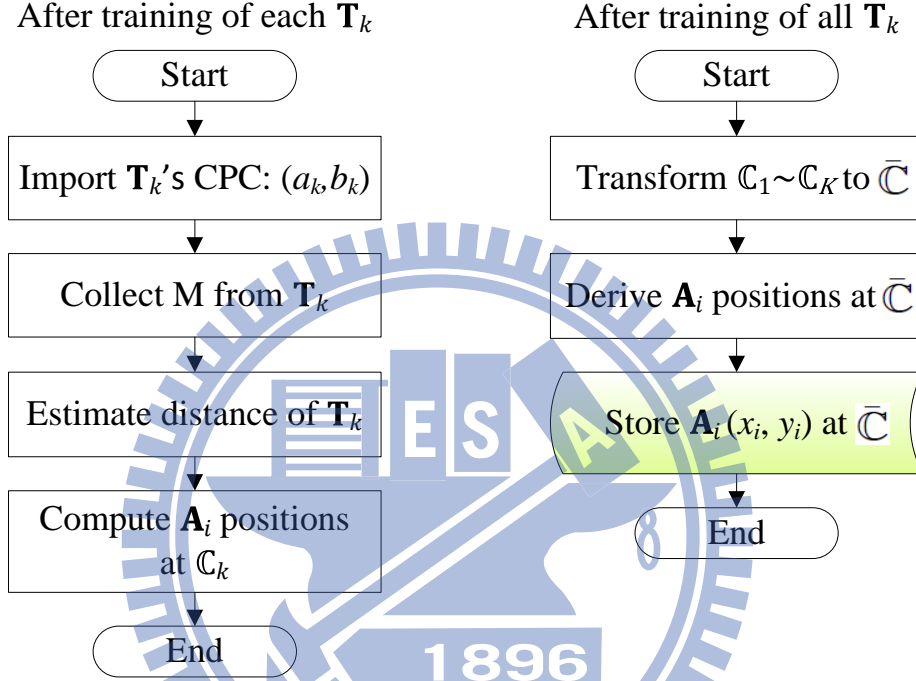 After training of each 𝐓ₖ
Start
Import 𝐓ₖ's CPC: (aₖ,bₖ)
Collect M from 𝐓ₖ
Estimate distance of 𝐓ₖ
Compute 𝐀ᵢ positions
at ℂₖ
End
After training of all 𝐓ₖ
Start
Transform ℂ₁~ℂ_K to ℂ̄
Derive 𝐀ᵢ positions at ℂ̄
Store 𝐀ᵢ(xᵢ, yᵢ) at ℂ̄
End
ESA
1896